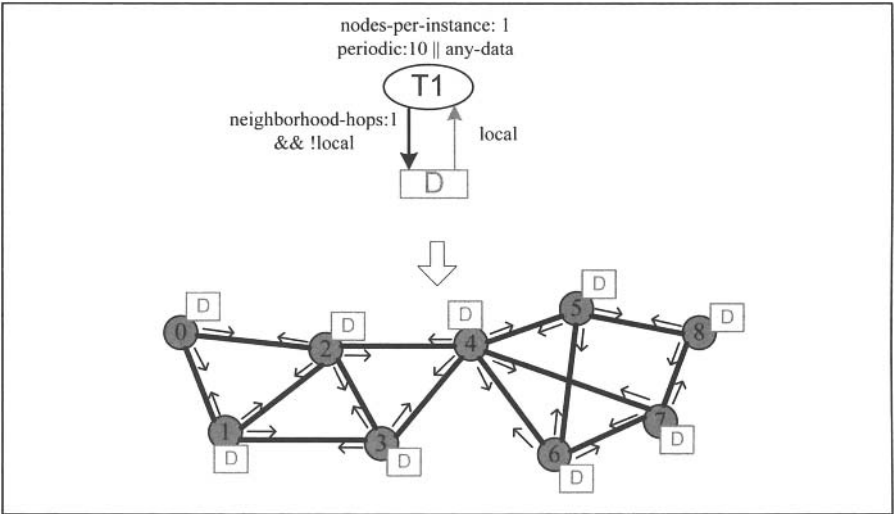 nodes-per-instance: 1
periodic:10 || any-data
T1
neighborhood-hops:1
&& !local
local
D
D
D
D
D
D
0
2
4
5
8
1
3
6
7
D
D
D
D